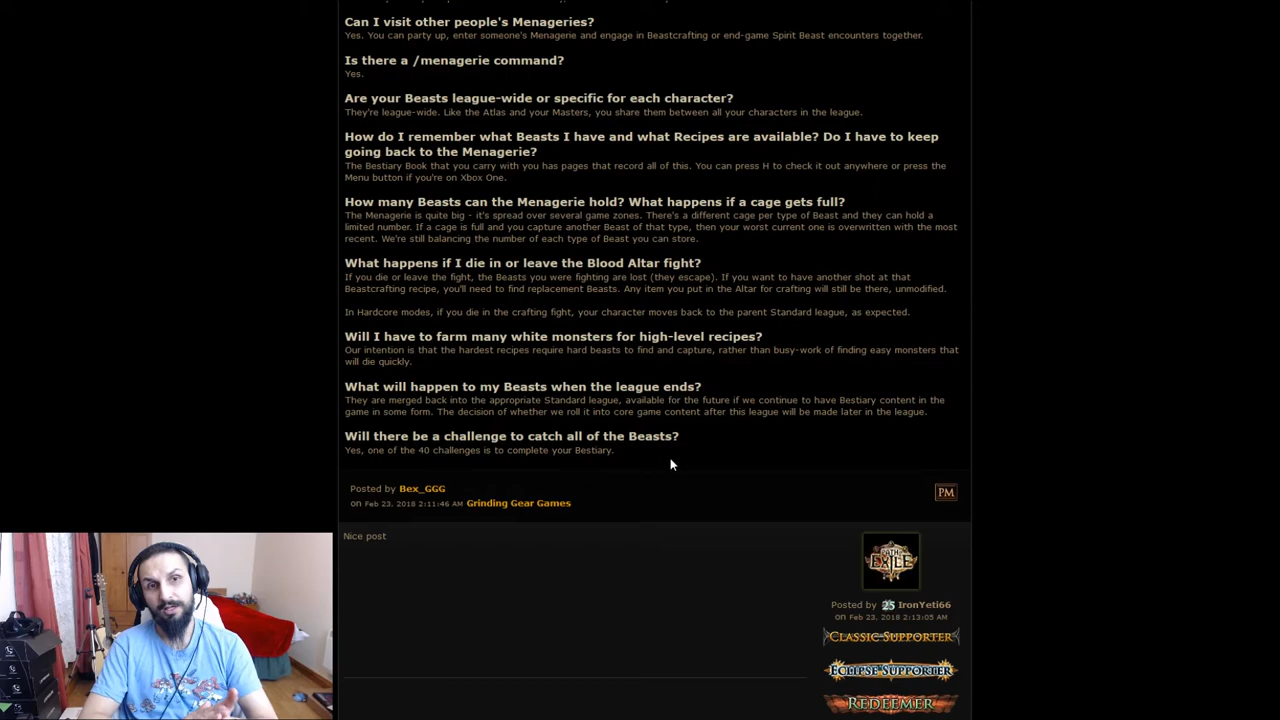 Can I visit other people's Menageries?
Yes. You can party up, enter someone's Menagerie and engage in Beastcrafting or end-game Spirit Beast encounters together.
Is there a /menagerie command?
Yes.
Are your Beasts league-wide or specific for each character?
They're league-wide. Like the Atlas and your Masters, you share them between all your characters in the league.
How do I remember what Beasts I have and what Recipes are available? Do I have to keep
going back to the Menagerie?
The Bestiary Book that you carry with you has pages that record all of this. You can press H to check it out anywhere or press the
Menu button if you're on Xbox One.
How many Beasts can the Menagerie hold? What happens if a cage gets full?
The Menagerie is quite big - it's spread over several game zones. There's a different cage per type of Beast and they can hold a
limited number. If a cage is full and you capture another Beast of that type, then your worst current one is overwritten with the most
recent. We're still balancing the number of each type of Beast you can store.
What happens if I die in or leave the Blood Altar fight?
If you die or leave the fight, the Beasts you were fighting are lost (they escape). If you want to have another shot at that
Beastcrafting recipe, you'll need to find replacement Beasts. Any item you put in the Altar for crafting will still be there, unmodified.
In Hardcore modes, if you die in the crafting fight, your character moves back to the parent Standard league, as expected.
Will I have to farm many white monsters for high-level recipes?
Our intention is that the hardest recipes require hard beasts to find and capture, rather than busy-work of finding easy monsters that
will die quickly.
What will happen to my Beasts when the league ends?
They are merged back into the appropriate Standard league, available for the future if we continue to have Bestiary content in the
game in some form. The decision of whether we roll it into core game content after this league will be made later in the league.
Will there be a challenge to catch all of the Beasts?
Yes, one of the 40 challenges is to complete your Bestiary.
Posted by Bex_GGG
on Feb 23, 2018 2:11:46 AM Grinding Gear Games
PM
Nice post
PATH OF EXILE
Posted by 25 IronYeti66
on Feb 23, 2018 2:13:05 AM
CLASSIC SUPPORTER
ECLIPSE SUPPORTER
REDEEMER